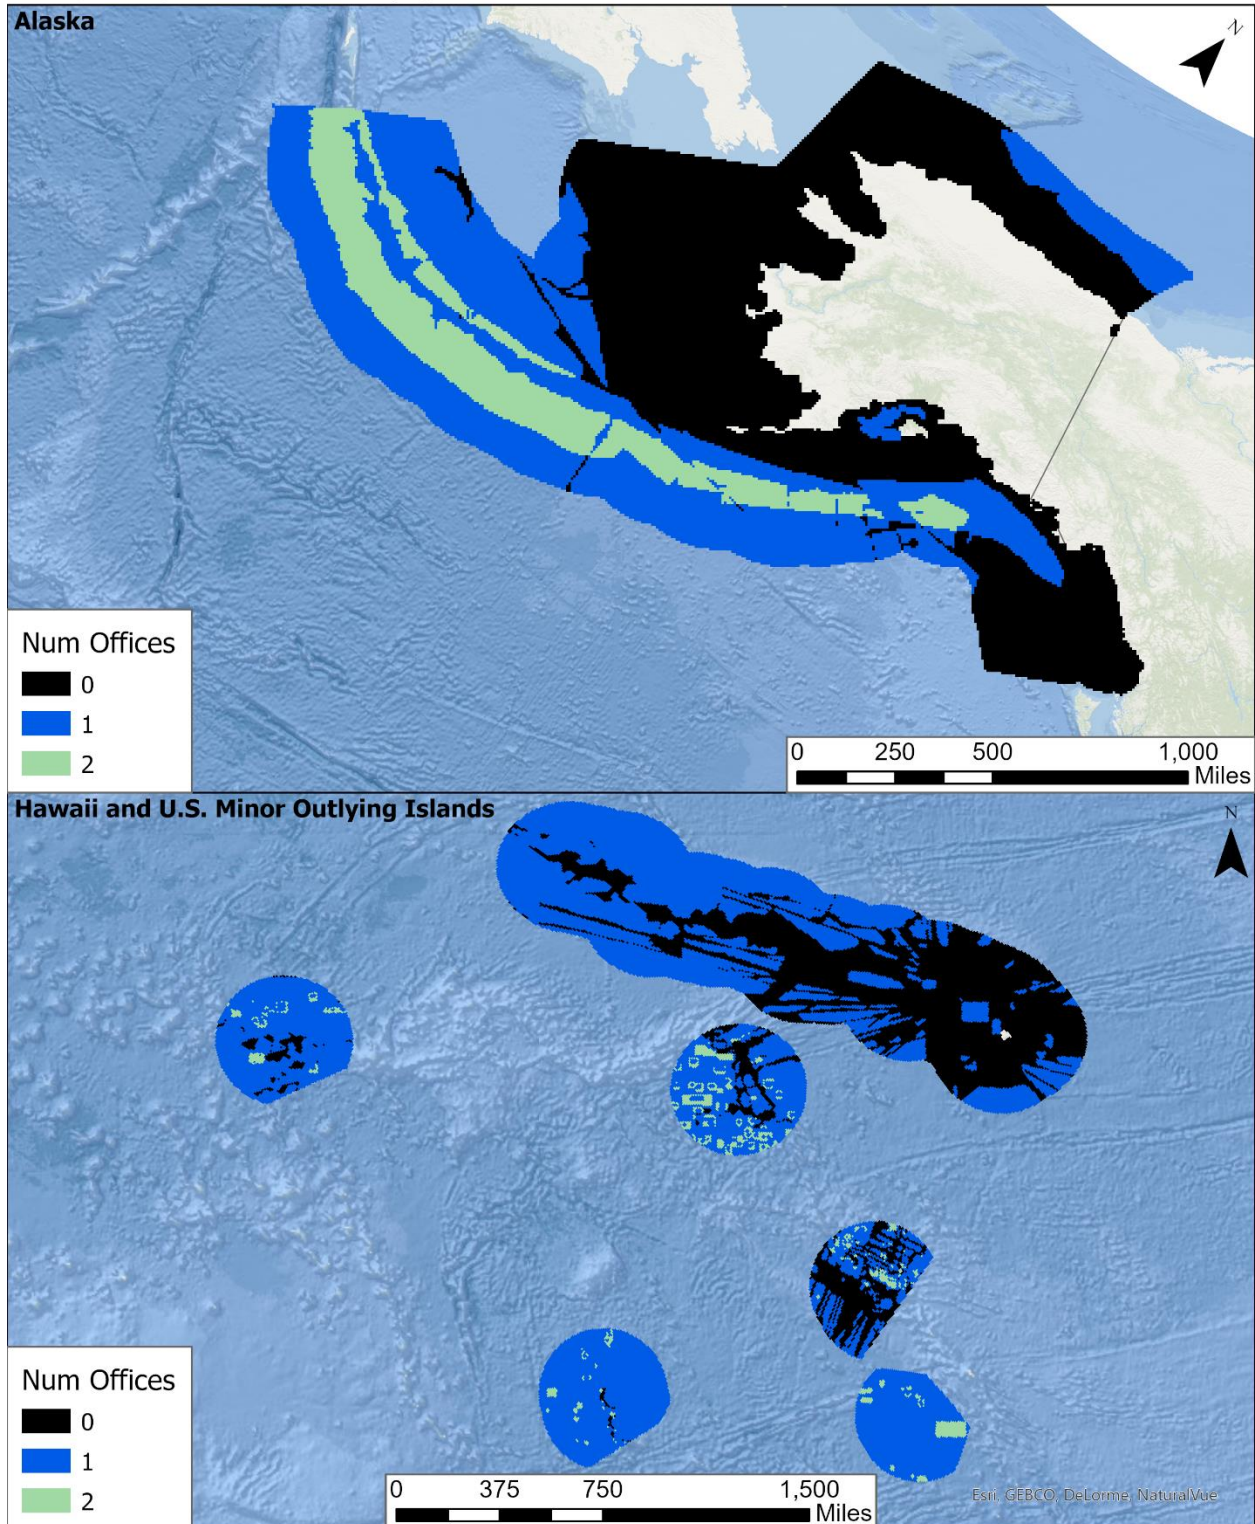 Alaska
N
Num Offices
0
1
2
0 250 500 1,000
Miles
Hawaii and U.S. Minor Outlying Islands
N
Num Offices
0
1
2
0 375 750 1,500
Miles
Esri, GEBCO, DeLorme, NaturalVue